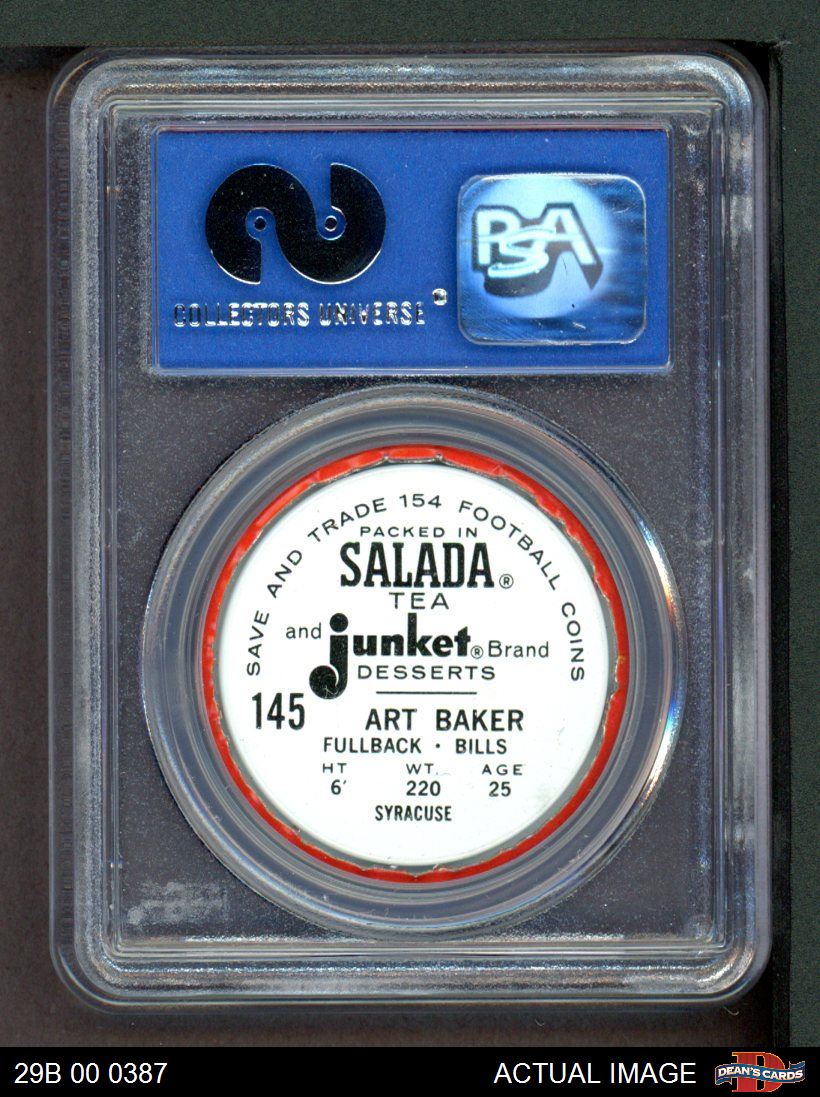 COLLECTORS UNIVERSE
PSA
SAVE AND TRADE 154 FOOTBALL COINS
PACKED IN
SALADA®
TEA
and junket® Brand
DESSERTS
145 ART BAKER
FULLBACK · BILLS
HT WT. AGE
6' 220 25
SYRACUSE
29B 00 0387 ACTUAL IMAGE D DEAN'S CARDS